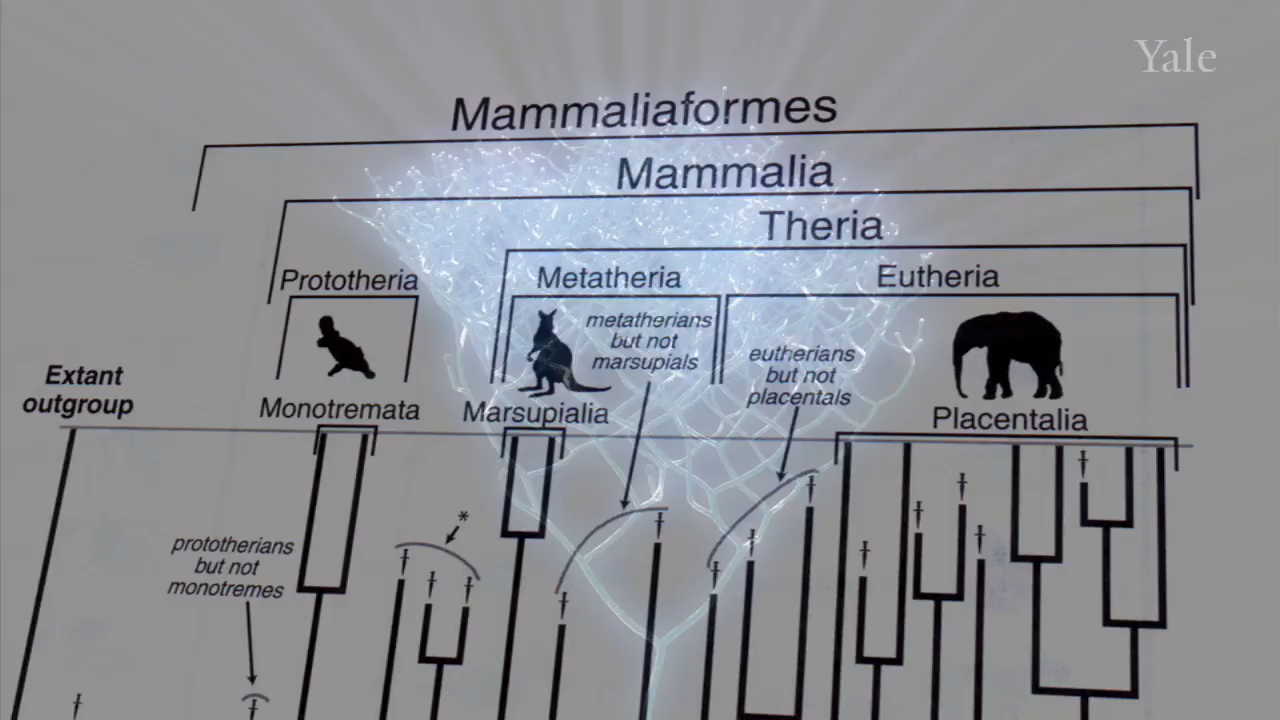 Yale
Mammaliaformes
Mammalia
Theria
Prototheria
Metatheria
Eutheria
metatherians
but not
marsupials
eutherians
but not
placentals
Extant
outgroup
Monotremata
Marsupialia
Placentalia
*
prototherians
but not
monotremes